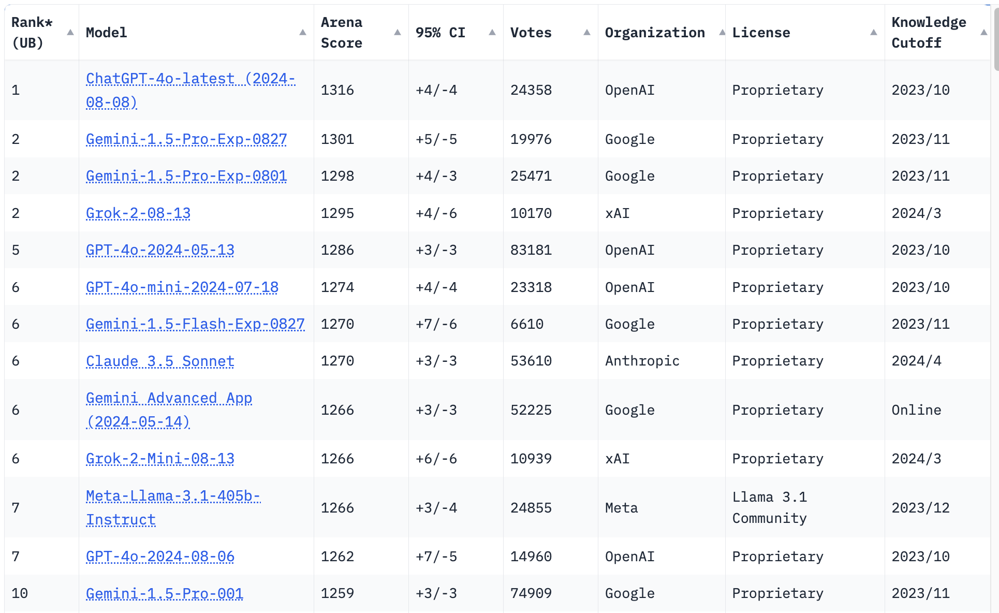 Rank* (UB) Model Arena Score 95% CI Votes Organization License Knowledge Cutoff
1 ChatGPT-4o-latest (2024-08-08) 1316 +4/-4 24358 OpenAI Proprietary 2023/10
2 Gemini-1.5-Pro-Exp-0827 1301 +5/-5 19976 Google Proprietary 2023/11
2 Gemini-1.5-Pro-Exp-0801 1298 +4/-3 25471 Google Proprietary 2023/11
2 Grok-2-08-13 1295 +4/-6 10170 xAI Proprietary 2024/3
5 GPT-4o-2024-05-13 1286 +3/-3 83181 OpenAI Proprietary 2023/10
6 GPT-4o-mini-2024-07-18 1274 +4/-4 23318 OpenAI Proprietary 2023/10
6 Gemini-1.5-Flash-Exp-0827 1270 +7/-6 6610 Google Proprietary 2023/11
6 Claude 3.5 Sonnet 1270 +3/-3 53610 Anthropic Proprietary 2024/4
6 Gemini Advanced App (2024-05-14) 1266 +3/-3 52225 Google Proprietary Online
6 Grok-2-Mini-08-13 1266 +6/-6 10939 xAI Proprietary 2024/3
7 Meta-Llama-3.1-405b-Instruct 1266 +3/-4 24855 Meta Llama 3.1 Community 2023/12
7 GPT-4o-2024-08-06 1262 +7/-5 14960 OpenAI Proprietary 2023/10
10 Gemini-1.5-Pro-001 1259 +3/-3 74909 Google Proprietary 2023/11